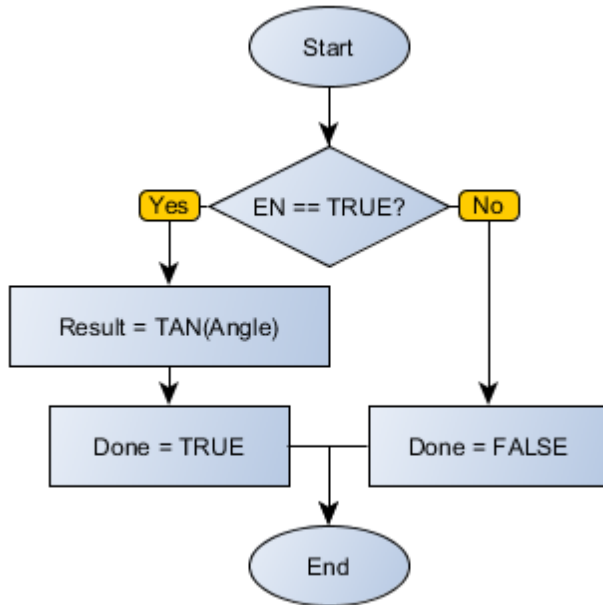 Start
EN == TRUE?
Yes
No
Result = TAN(Angle)
Done = TRUE
Done = FALSE
End